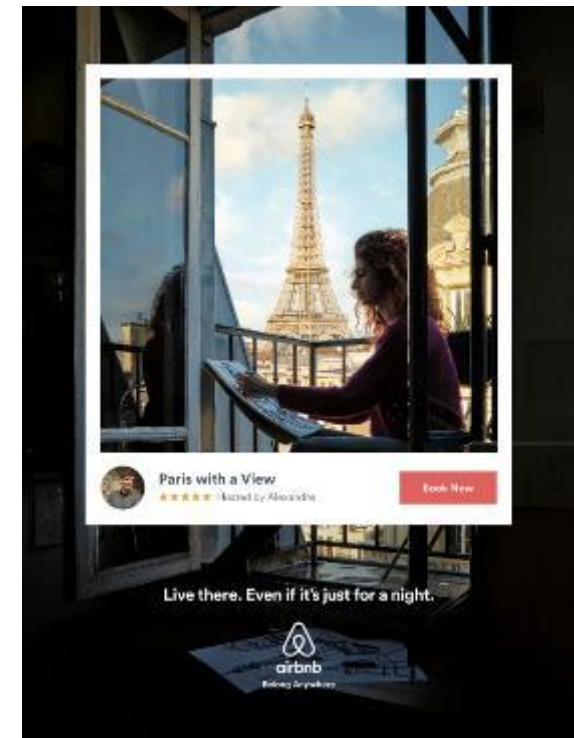 Paris with a View
★★★★★ Hosted by Alexandre
Book Now
Live there. Even if it's just for a night.
airbnb
Belong Anywhere